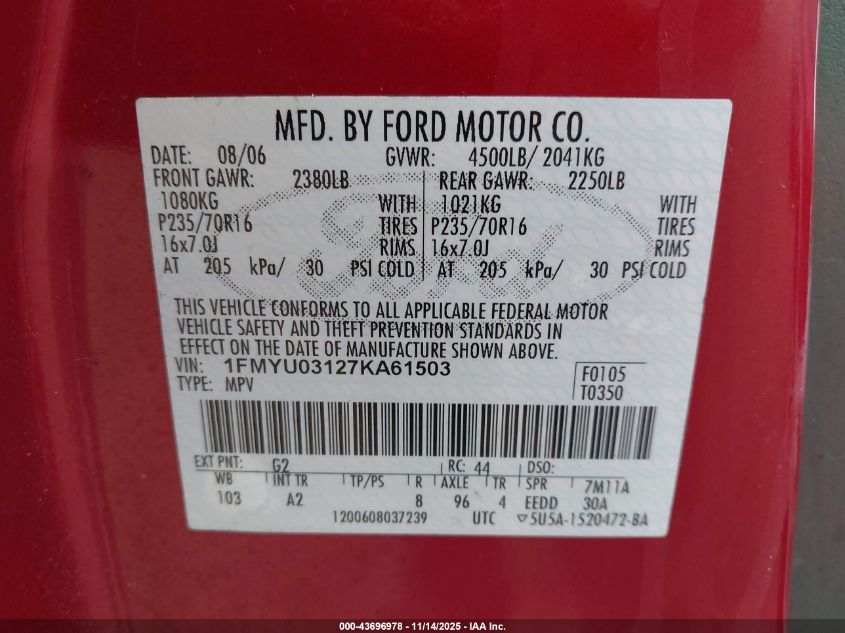 MFD. BY FORD MOTOR CO.
DATE: 08/06 GVWR: 4500LB/ 2041KG
FRONT GAWR: 2380LB REAR GAWR: 2250LB
1080KG WITH 1021KG WITH
P235/70R16 TIRES P235/70R16 TIRES
16x7.0J RIMS 16x7.0J RIMS
AT 205 kPa/ 30 PSI COLD AT 205 kPa/ 30 PSI COLD
Ford
THIS VEHICLE CONFORMS TO ALL APPLICABLE FEDERAL MOTOR
VEHICLE SAFETY AND THEFT PREVENTION STANDARDS IN
EFFECT ON THE DATE OF MANUFACTURE SHOWN ABOVE.
VIN: 1FMYU03127KA61503 F0105
TYPE: MPV T0350
EXT PNT: G2 RC: 44 DSO:
WB INT TR TP/PS R AXLE TR SPR 7M11A
103 A2 8 96 4 EEDD 30A
1200608037239 UTC ▽5U5A-1520472-BA
000-43696978 - 11/14/2025 - IAA Inc.